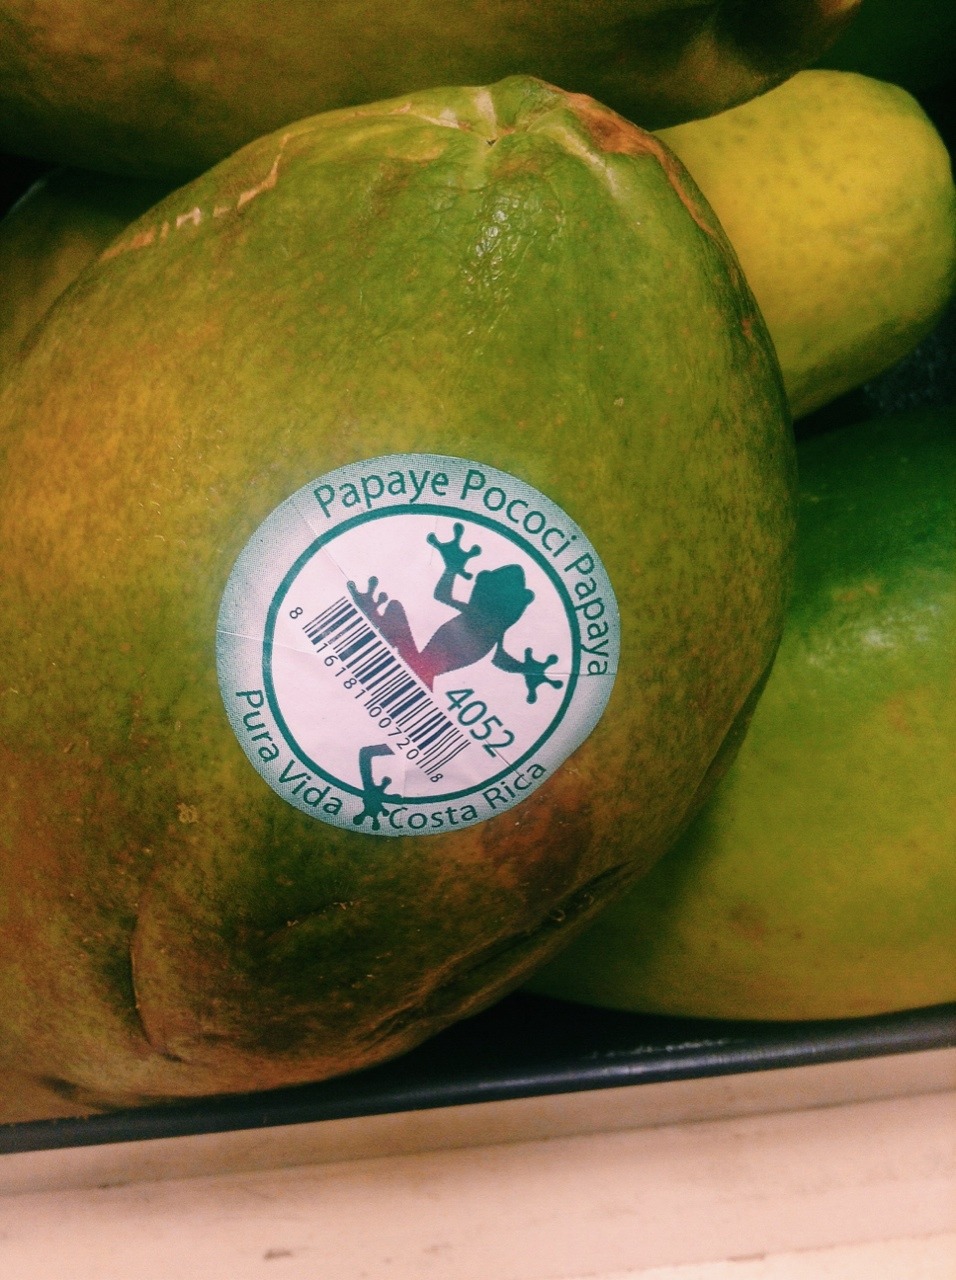 Papaye Pococi Papaya
8 16181 00720 8
4052
Pura Vida Costa Rica